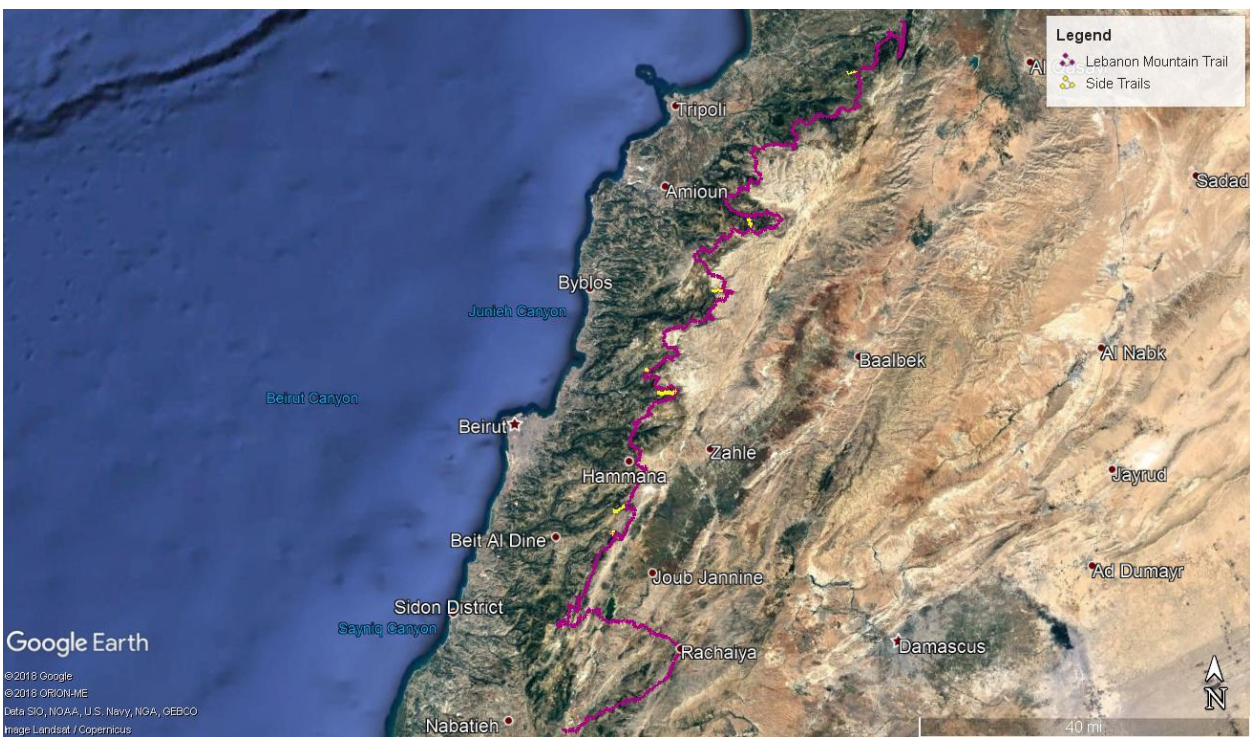 Legend
Lebanon Mountain Trail
Side Trails
Tripoli
Sadad
Amioun
Byblos
Junieh Canyon
Al Nabk
Baalbek
Beirut Canyon
Beirut
Zahle
Hammana
Jayrud
Beit Al Dine
Ad Dumayr
Joub Jannine
Sidon District
Sayniq Canyon
Google Earth
Damascus
Rachaiya
©2018 Google
©2018 ORION-ME
Data SIO, NOAA, U.S. Navy, NGA, GEBCO
Image Landsat / Copernicus
Nabatieh
N
40 mi